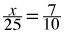 x/25 = 7/10